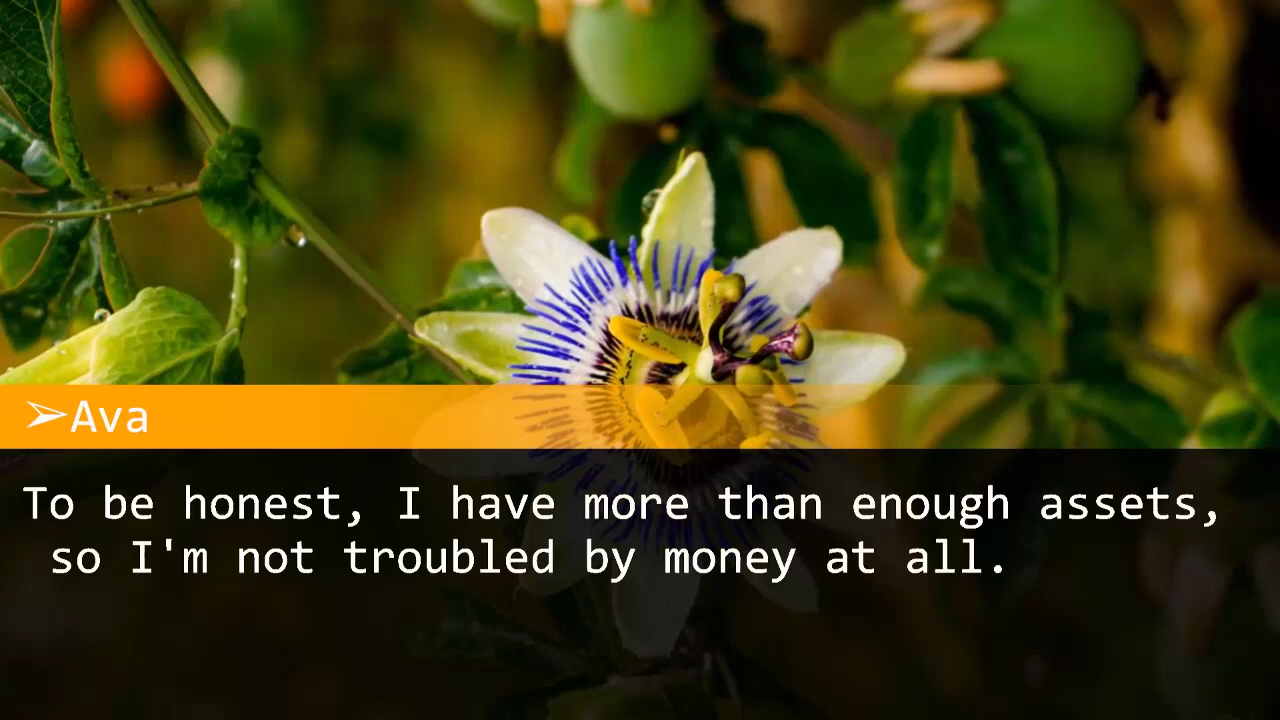 ➢Ava
To be honest, I have more than enough assets,
so I'm not troubled by money at all.